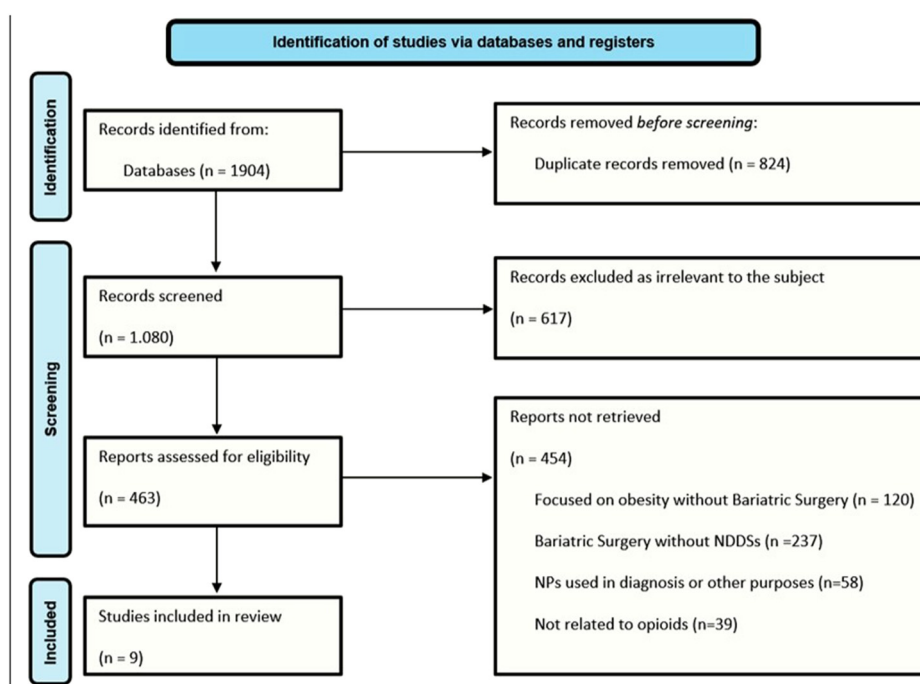 Identification of studies via databases and registers
Identification
Records identified from:
Databases (n = 1904)
Records removed before screening:
Duplicate records removed (n = 824)
Screening
Records screened
(n = 1.080)
Records excluded as irrelevant to the subject
(n = 617)
Reports assessed for eligibility
(n = 463)
Reports not retrieved
(n = 454)
Focused on obesity without Bariatric Surgery (n = 120)
Bariatric Surgery without NDDSs (n =237)
NPs used in diagnosis or other purposes (n=58)
Not related to opioids (n=39)
Included
Studies included in review
(n = 9)